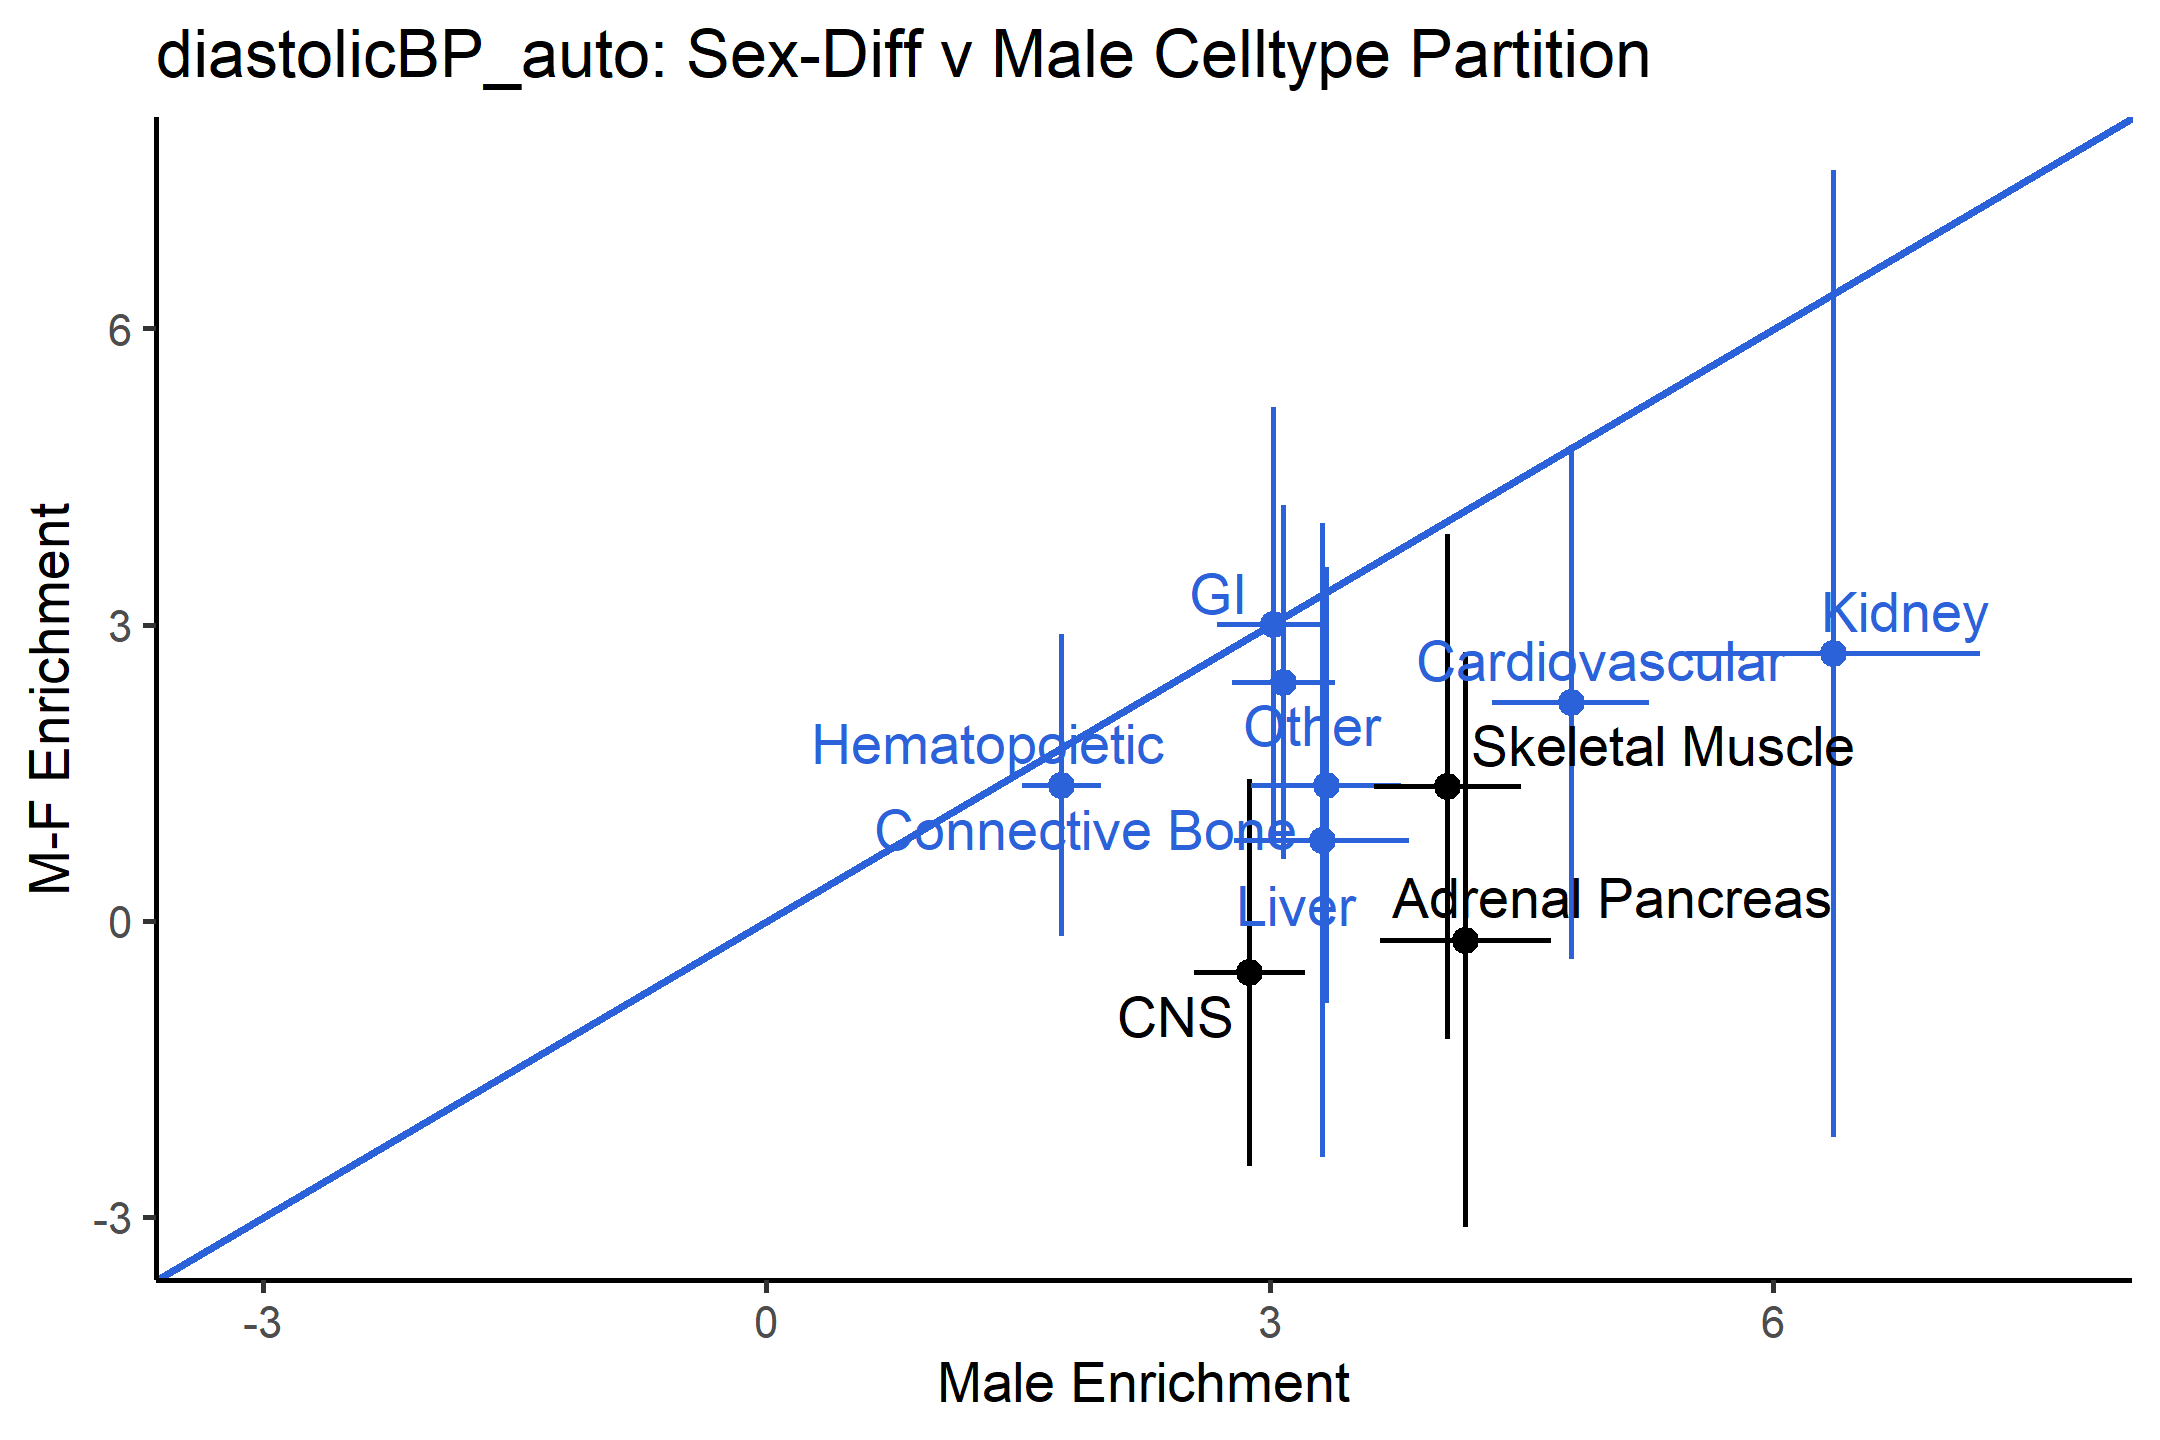 diastolicBP_auto: Sex-Diff v Male Celltype Partition
M-F Enrichment
6
3
0
-3
GI
Kidney
Cardiovascular
Other
Hematopoietic
Skeletal Muscle
Connective Bone
Liver
Adrenal Pancreas
CNS
-3
0
3
6
Male Enrichment